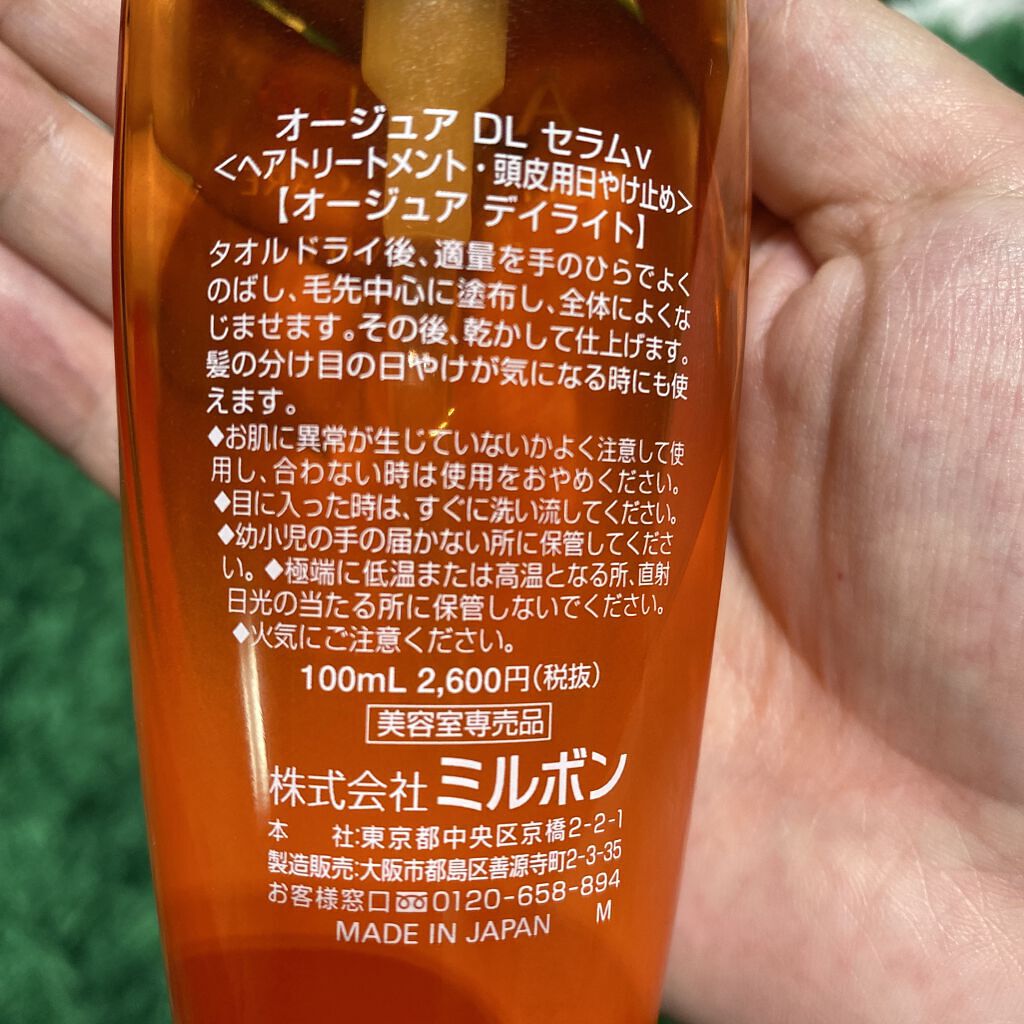 オージュア DL セラムv
<ヘアトリートメント・頭皮用日やけ止め>
【オージュア デイライト】
タオルドライ後、適量を手のひらでよく
のばし、毛先中心に塗布し、全体によくな
じませます。その後、乾かして仕上げます。
髪の分け目の日やけが気になる時にも使
えます。
◆お肌に異常が生じていないかよく注意して使
用し、合わない時は使用をおやめください。
◆目に入った時は、すぐに洗い流してください。
◆幼小児の手の届かない所に保管してくださ
い。◆極端に低温または高温となる所、直射
日光の当たる所に保管しないでください。
◆火気にご注意ください。
100mL 2,600円(税抜)
美容室専売品
株式会社 ミルボン
本 社:東京都中央区京橋2-2-1
製造販売:大阪市都島区善源寺町2-3-35
お客様窓口 0120-658-894
MADE IN JAPAN M